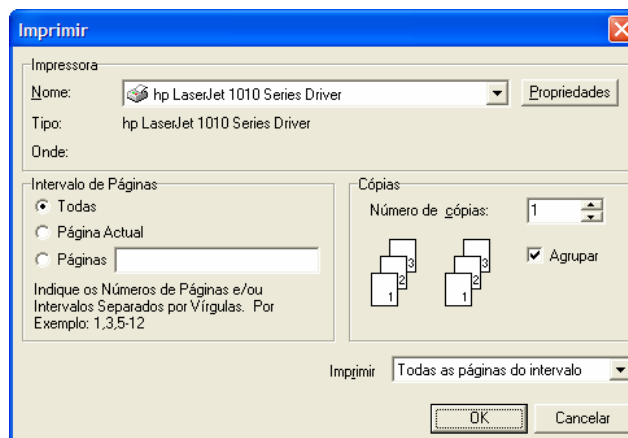 Imprimir
Impressora
Nome: hp LaserJet 1010 Series Driver Propriedades
Tipo: hp LaserJet 1010 Series Driver
Onde:
Intervalo de Páginas
Todas
Página Actual
Páginas
Indique os Números de Páginas e/ou
Intervalos Separados por Vírgulas. Por
Exemplo: 1,3,5-12
Cópias
Número de cópias: 1
3 3
2 2
1 1
Agrupar
Imprimir Todas as páginas do intervalo
OK Cancelar